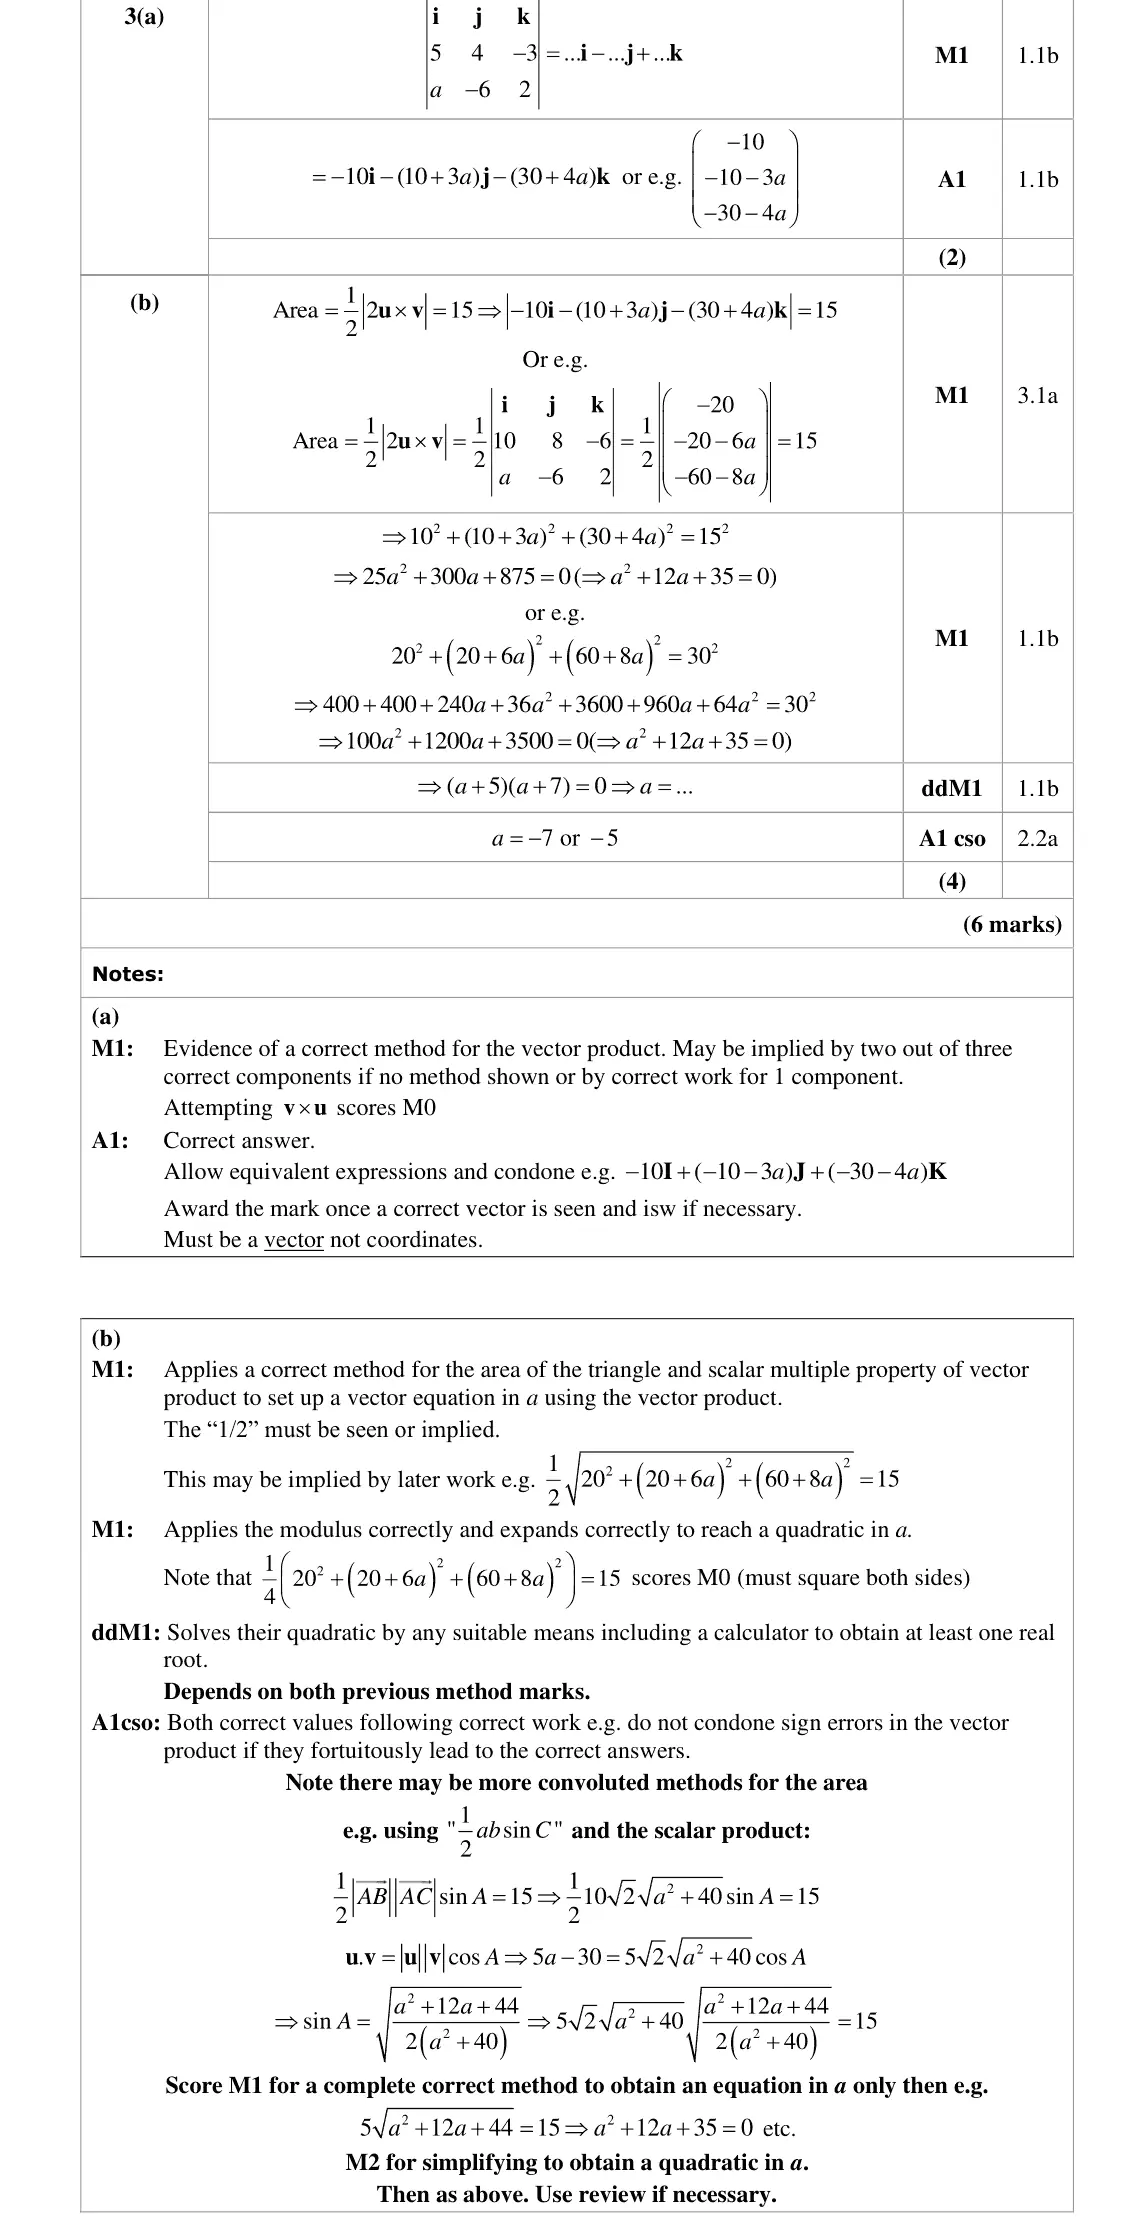 3(a)
| i j k |
| 5 4 −3 | = ...i − ...j + ...k
| a −6 2 |
M1 1.1b
= −10i − (10 + 3a)j − (30 + 4a)k or e.g. ( −10 / −10 − 3a / −30 − 4a )
A1 1.1b
(2)
(b)
Area = 1/2 |2u × v| = 15 ⇒ |−10i − (10 + 3a)j − (30 + 4a)k| = 15
Or e.g.
Area = 1/2 |2u × v| = 1/2 | i j k / 10 8 −6 / a −6 2 | = 1/2 |( −20 / −20 − 6a / −60 − 8a )| = 15
M1 3.1a
⇒ 10² + (10 + 3a)² + (30 + 4a)² = 15²
⇒ 25a² + 300a + 875 = 0 (⇒ a² + 12a + 35 = 0)
or e.g.
20² + (20 + 6a)² + (60 + 8a)² = 30²
⇒ 400 + 400 + 240a + 36a² + 3600 + 960a + 64a² = 30²
⇒ 100a² + 1200a + 3500 = 0(⇒ a² + 12a + 35 = 0)
M1 1.1b
⇒ (a + 5)(a + 7) = 0 ⇒ a = ...
ddM1 1.1b
a = −7 or −5
A1 cso 2.2a
(4)
(6 marks)
Notes:
(a)
M1: Evidence of a correct method for the vector product. May be implied by two out of three
correct components if no method shown or by correct work for 1 component.
Attempting v × u scores M0
A1: Correct answer.
Allow equivalent expressions and condone e.g. −10I + (−10 − 3a)J + (−30 − 4a)K
Award the mark once a correct vector is seen and isw if necessary.
Must be a vector not coordinates.
(b)
M1: Applies a correct method for the area of the triangle and scalar multiple property of vector
product to set up a vector equation in a using the vector product.
The “1/2” must be seen or implied.
This may be implied by later work e.g. 1/2 √(20² + (20 + 6a)² + (60 + 8a)²) = 15
M1: Applies the modulus correctly and expands correctly to reach a quadratic in a.
Note that 1/4 (20² + (20 + 6a)² + (60 + 8a)²) = 15 scores M0 (must square both sides)
ddM1: Solves their quadratic by any suitable means including a calculator to obtain at least one real
root.
Depends on both previous method marks.
A1cso: Both correct values following correct work e.g. do not condone sign errors in the vector
product if they fortuitously lead to the correct answers.
Note there may be more convoluted methods for the area
e.g. using "1/2 ab sin C" and the scalar product:
1/2 |AB||AC| sin A = 15 ⇒ 1/2 10√2 √(a² + 40) sin A = 15
u.v = |u||v| cos A ⇒ 5a − 30 = 5√2 √(a² + 40) cos A
⇒ sin A = √((a² + 12a + 44)/(2(a² + 40))) ⇒ 5√2 √(a² + 40) √((a² + 12a + 44)/(2(a² + 40))) = 15
Score M1 for a complete correct method to obtain an equation in a only then e.g.
5√(a² + 12a + 44) = 15 ⇒ a² + 12a + 35 = 0 etc.
M2 for simplifying to obtain a quadratic in a.
Then as above. Use review if necessary.